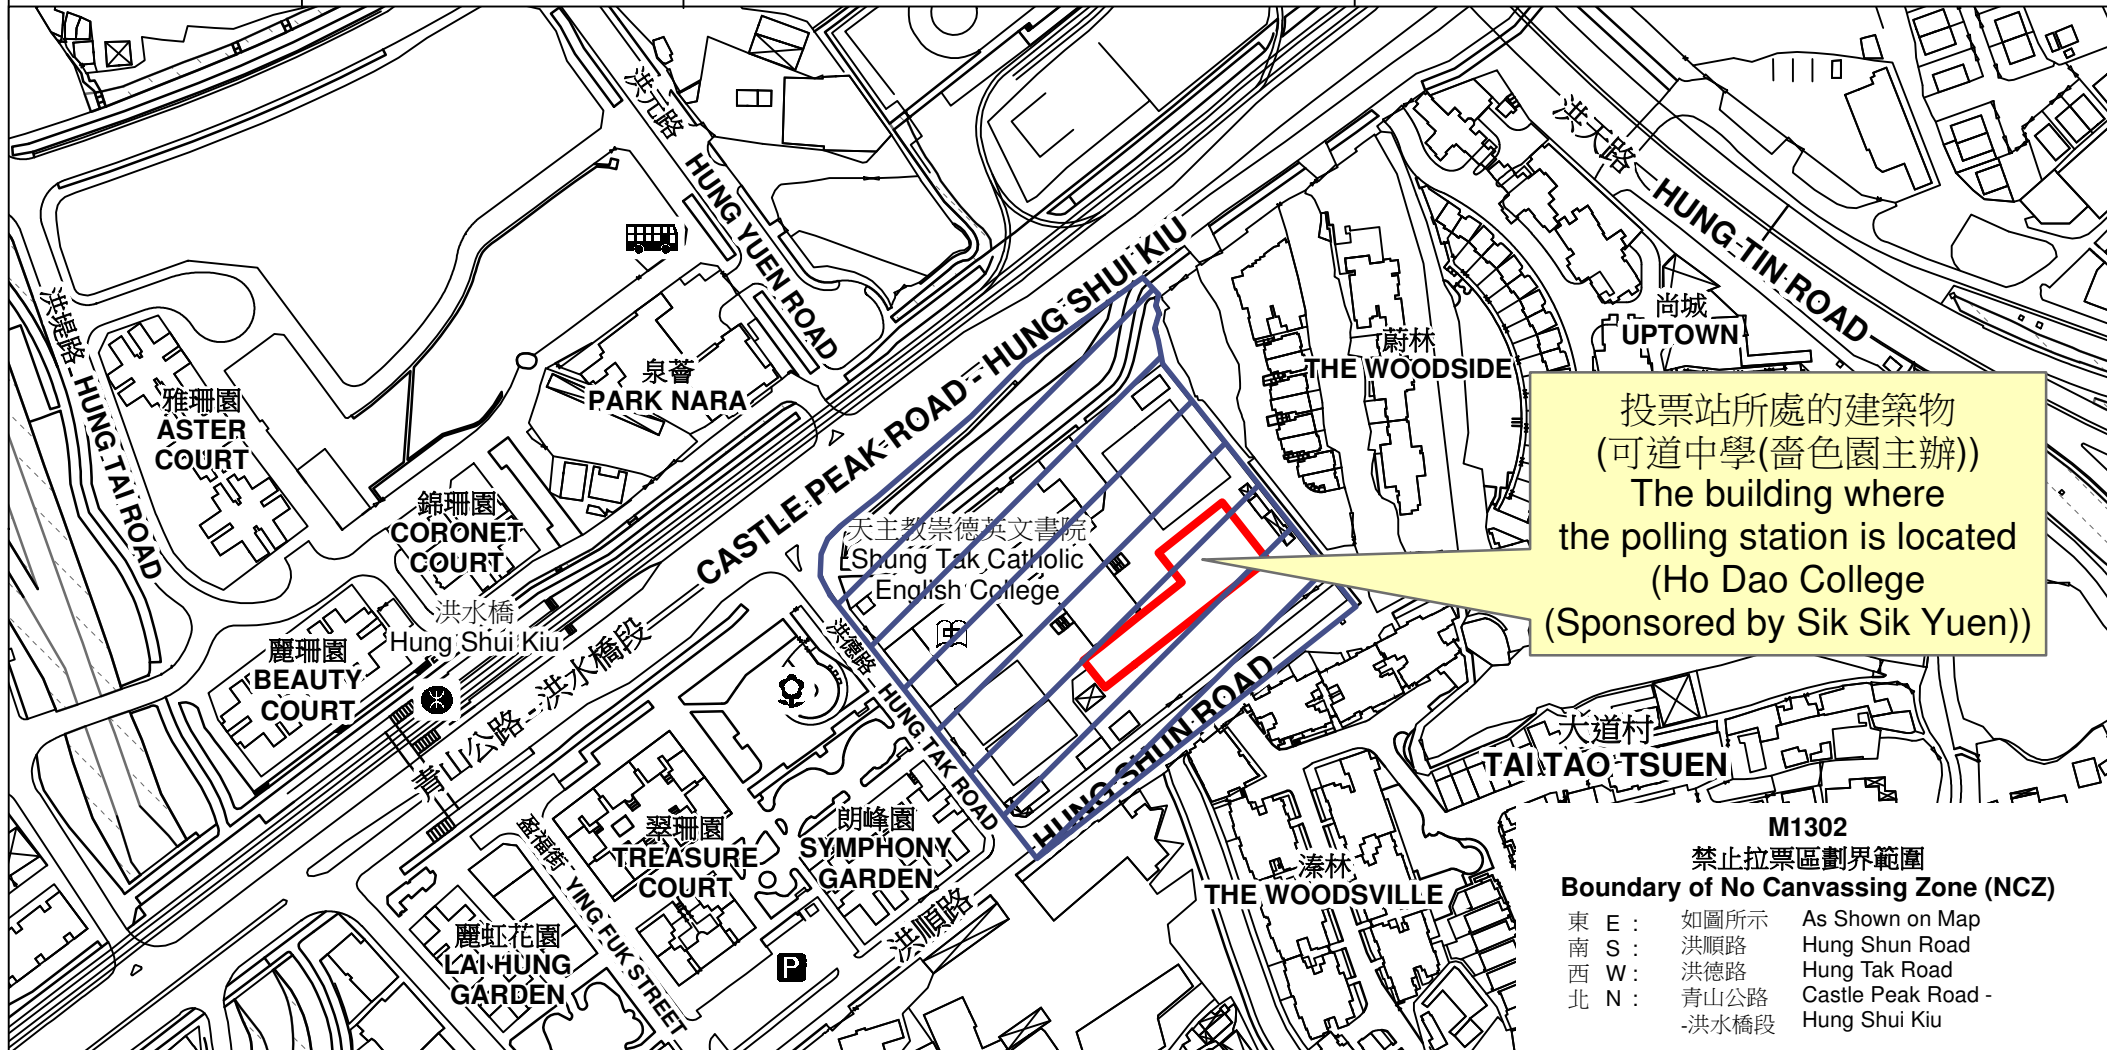 洪元路 HUNG YUEN ROAD
洪天路 HUNG TIN ROAD
洪堤路 - HUNG TAI ROAD
雅珊園
ASTER
COURT
泉薈
PARK NARA
錦珊園
CORONET
COURT
洪水橋
Hung Shui Kiu
麗珊園
BEAUTY
COURT
CASTLE PEAK ROAD - HUNG SHUI KIU
青山公路 - 洪水橋段
蔚林
THE WOODSIDE
尚城
UPTOWN
天主教崇德英文書院
Shung Tak Catholic
English College
洪德路 - HUNG TAK ROAD
HUNG SHUN ROAD
洪順路
投票站所處的建築物
(可道中學(嗇色園主辦))
The building where
the polling station is located
(Ho Dao College
(Sponsored by Sik Sik Yuen))
大道村
TAI TAO TSUEN
翠珊園
TREASURE
COURT
朗峰園
SYMPHONY
GARDEN
溱林
THE WOODSVILLE
盈福街 YING FUK STREET
麗虹花園
LAI HUNG
GARDEN
P
M1302
禁止拉票區劃界範圍
Boundary of No Canvassing Zone (NCZ)
東 E : 如圖所示 As Shown on Map
南 S : 洪順路 Hung Shun Road
西 W : 洪德路 Hung Tak Road
北 N : 青山公路 Castle Peak Road -
-洪水橋段 Hung Shui Kiu